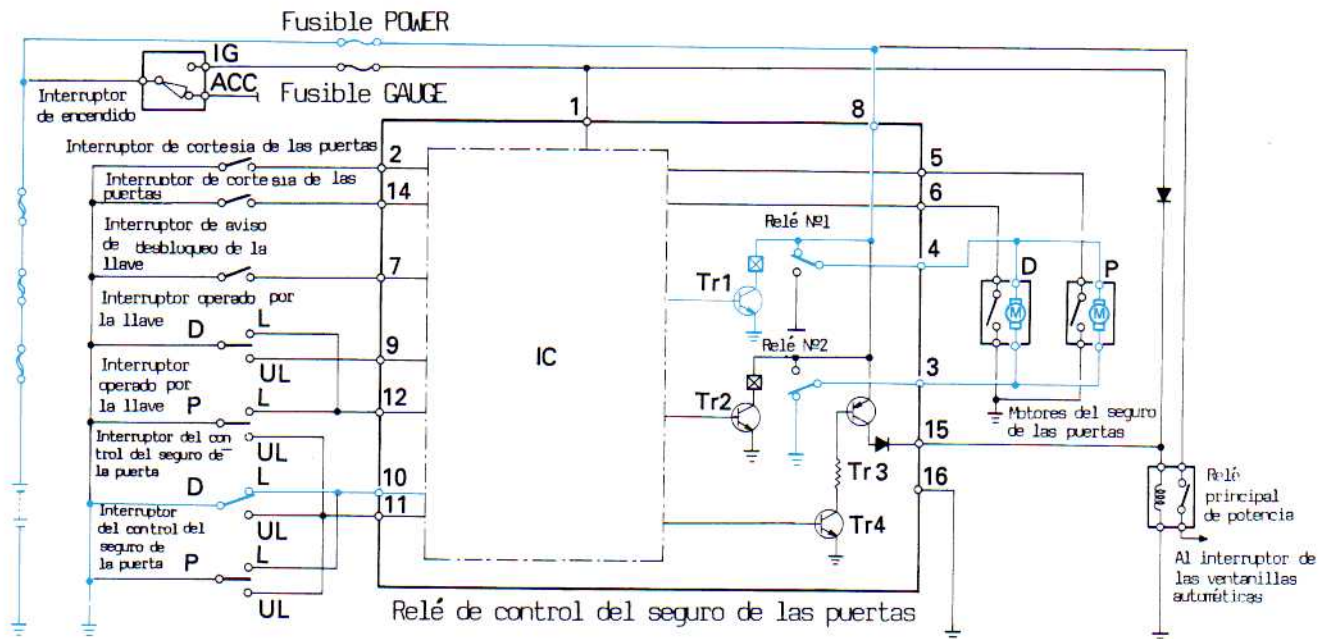 Fusible POWER
IG
ACC
Fusible GAUGE
Interruptor
de encendido
1
8
Interruptor de cortesia de las puertas
2
5
Interruptor de cortesia de las
puertas
14
6
Interruptor de aviso
de desbloqueo de la
llave
7
Relé Nº1
4
Tr1
D
P
M
M
Interruptor operado por
la llave
D
L
UL
9
IC
Relé Nº2
3
Interruptor
operado por
la llave
P
L
UL
12
Tr2
Motores del seguro
de las puertas
Interruptor del con
trol del seguro de
la puerta
D
L
UL
10
11
15
16
Tr3
Tr4
Relé
principal
de potencia
Interruptor
del control del
seguro de
la puerta
P
L
UL
Al interruptor de
las ventanillas
automáticas
Relé de control del seguro de las puertas